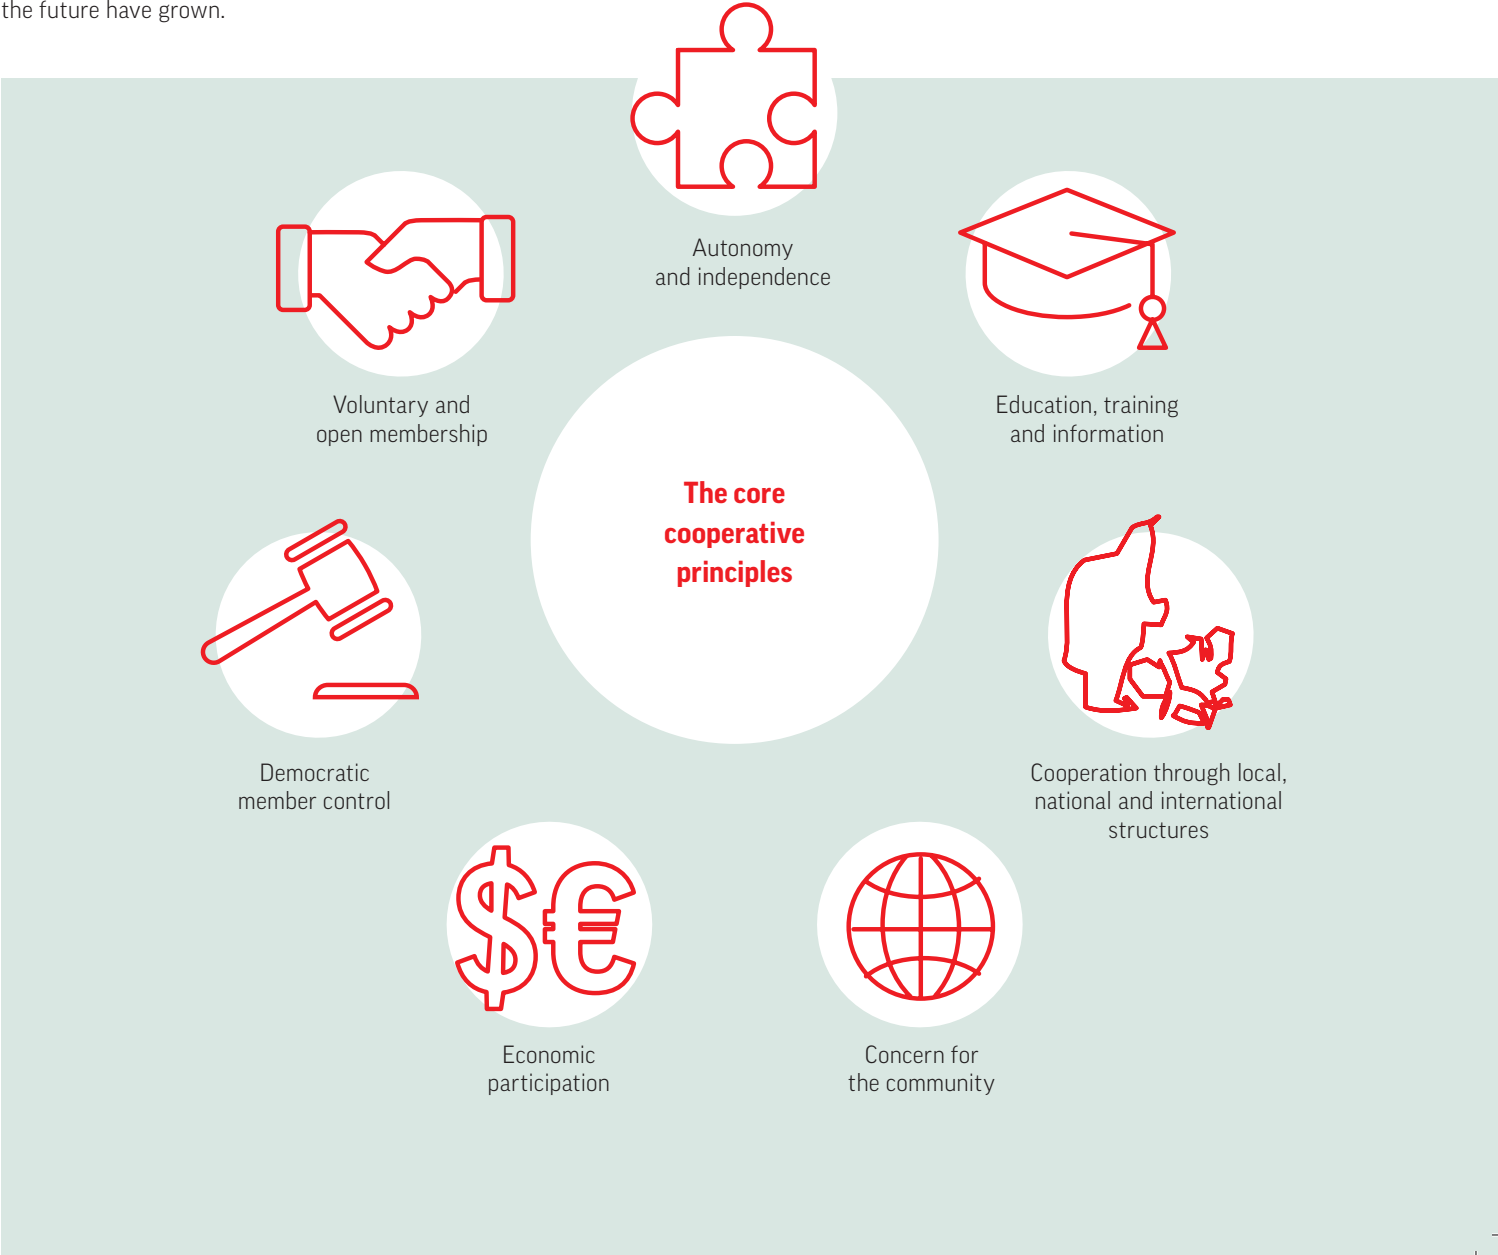 the future have grown.
Autonomy
and independence
Voluntary and
open membership
Education, training
and information
The core
cooperative
principles
Democratic
member control
Cooperation through local,
national and international
structures
Economic
participation
Concern for
the community